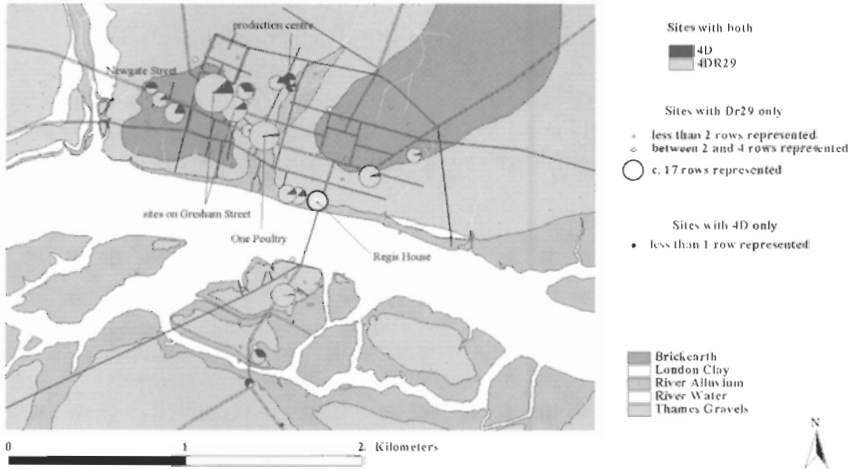 production centre
Newgate Street
sites on Gresham Street
One Poultry
Regis House
Sites with both
4D
4DR29
Sites with Dr29 only
less than 2 rows represented
between 2 and 4 rows represented
c. 17 rows represented
Sites with 4D only
less than 1 row represented
Brickearth
London Clay
River Alluvium
River Water
Thames Gravels
0 1 2 Kilometers
N